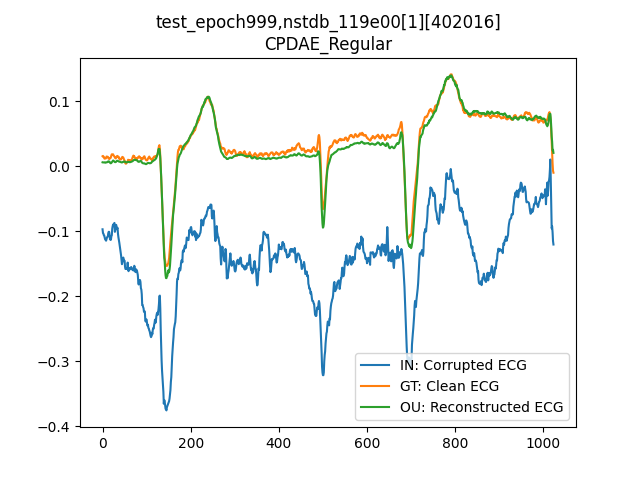 test_epoch999,nstdb_119e00[1][402016]
CPDAE_Regular
0.1
0.0
−0.1
−0.2
−0.3
−0.4
0 200 400 600 800 1000
IN: Corrupted ECG
GT: Clean ECG
OU: Reconstructed ECG